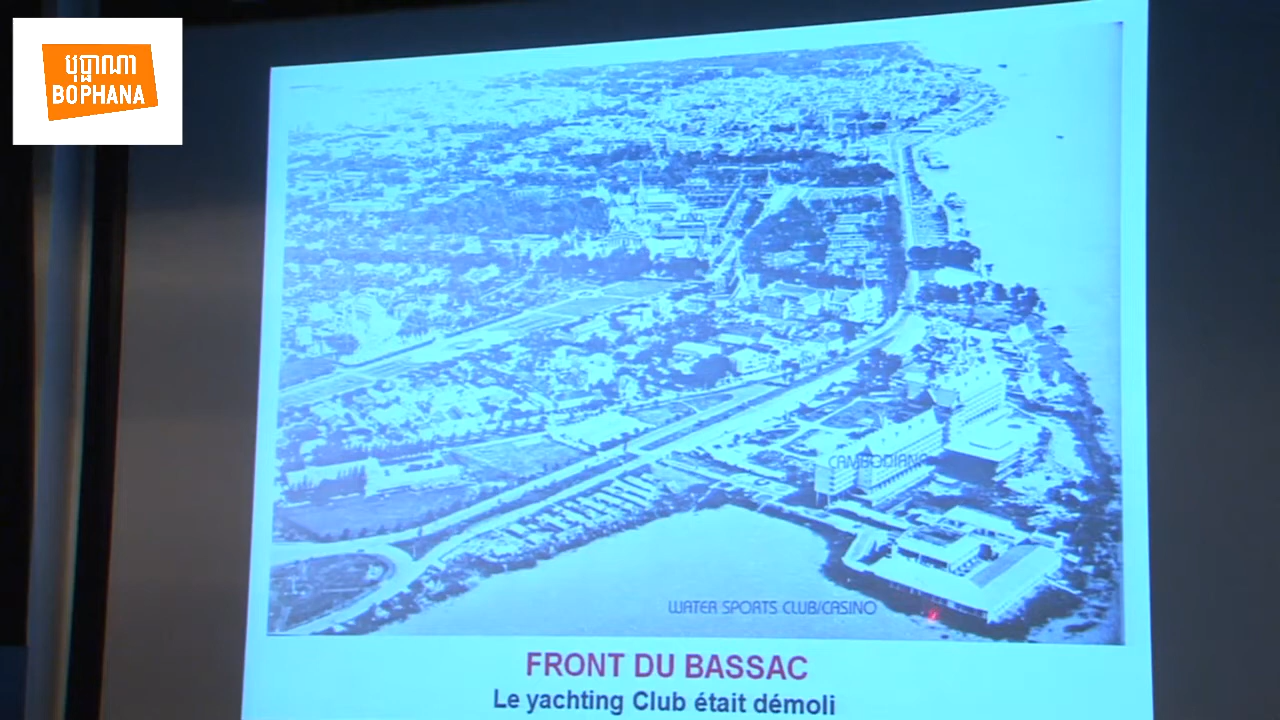 បុប្ផាណា
BOPHANA
CAMBODIANA
WATER SPORTS CLUB/CASINO
FRONT DU BASSAC
Le yachting Club était démoli